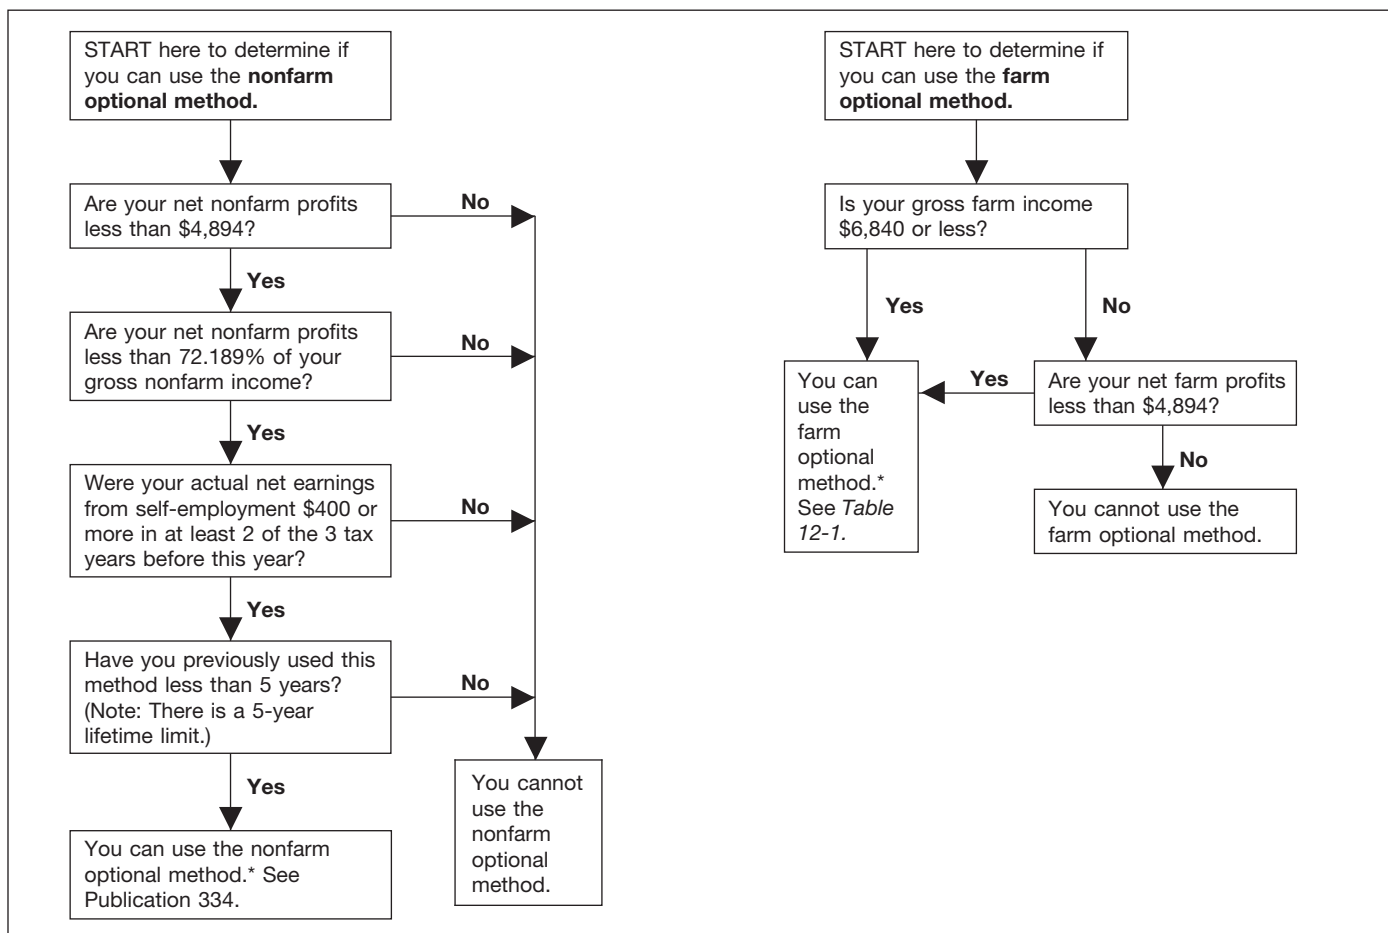 START here to determine if
you can use the nonfarm
optional method.
Are your net nonfarm profits
less than $4,894?
No
Yes
Are your net nonfarm profits
less than 72.189% of your
gross nonfarm income?
No
Yes
Were your actual net earnings
from self-employment $400 or
more in at least 2 of the 3 tax
years before this year?
No
Yes
Have you previously used this
method less than 5 years?
(Note: There is a 5-year
lifetime limit.)
No
Yes
You can use the nonfarm
optional method.* See
Publication 334.
You cannot
use the
nonfarm
optional
method.
START here to determine if
you can use the farm
optional method.
Is your gross farm income
$6,840 or less?
Yes
No
You can
use the
farm
optional
method.*
See Table
12-1.
Yes
Are your net farm profits
less than $4,894?
No
You cannot use the
farm optional method.